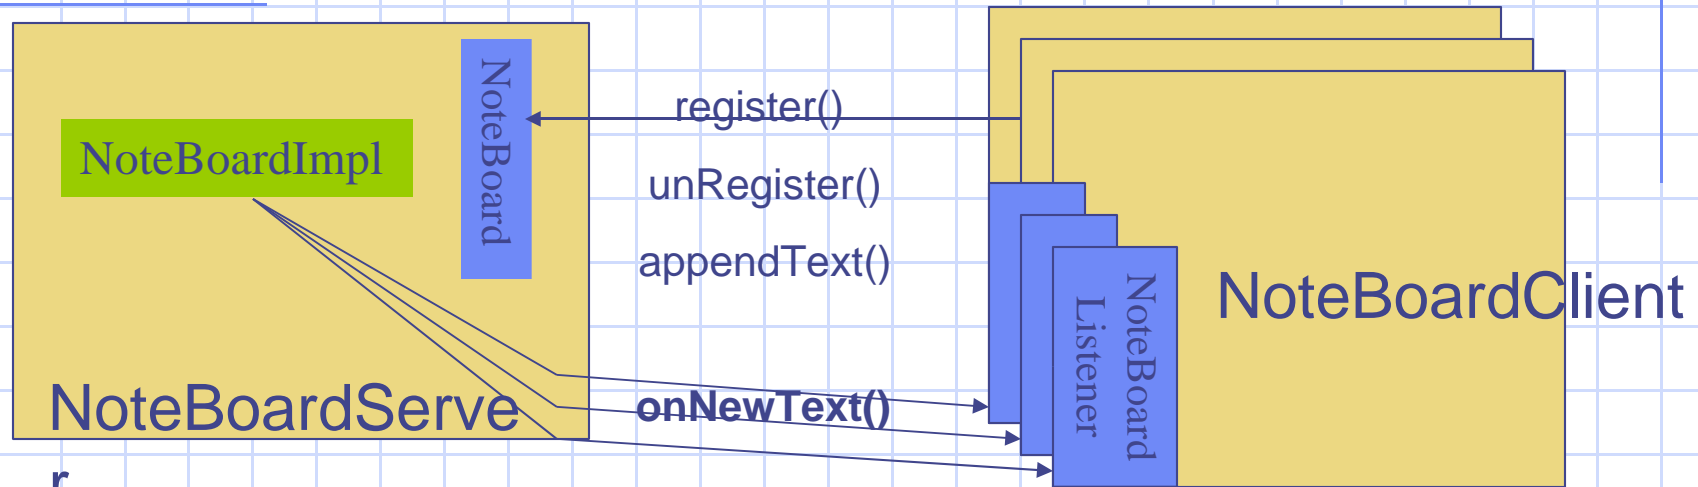 NoteBoardImpl
NoteBoard
NoteBoardServe
r
register()
unRegister()
appendText()
onNewText()
NoteBoard
Listener
NoteBoardClient